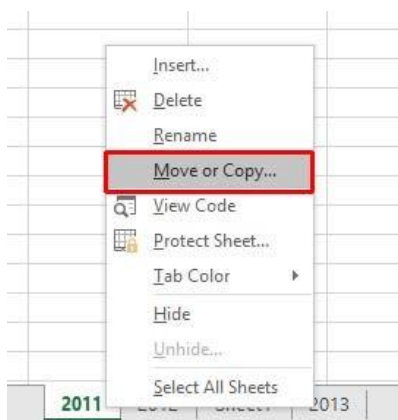 Insert...
Delete
Rename
Move or Copy...
View Code
Protect Sheet...
Tab Color
Hide
Unhide...
Select All Sheets
2011 2013